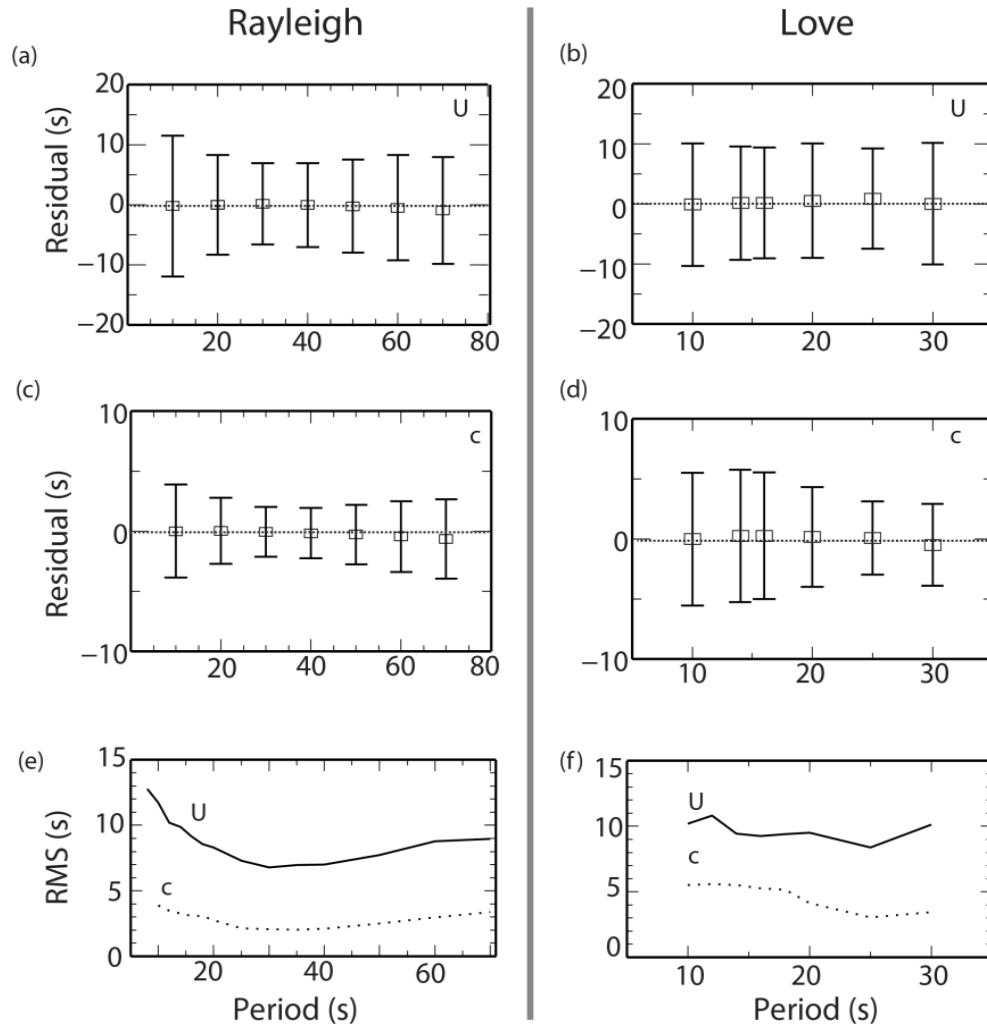 Rayleigh
Love
(a)
20
10
0
−10
−20
Residual (s)
U
20 40 60 80
(b)
20
10
0
−10
−20
U
10 20 30
(c)
10
0
−10
Residual (s)
c
20 40 60 80
(d)
10
0
−10
c
10 20 30
(e)
15
10
5
0
RMS (s)
U
c
20 40 60
Period (s)
(f)
15
10
5
0
U
c
10 20 30
Period (s)